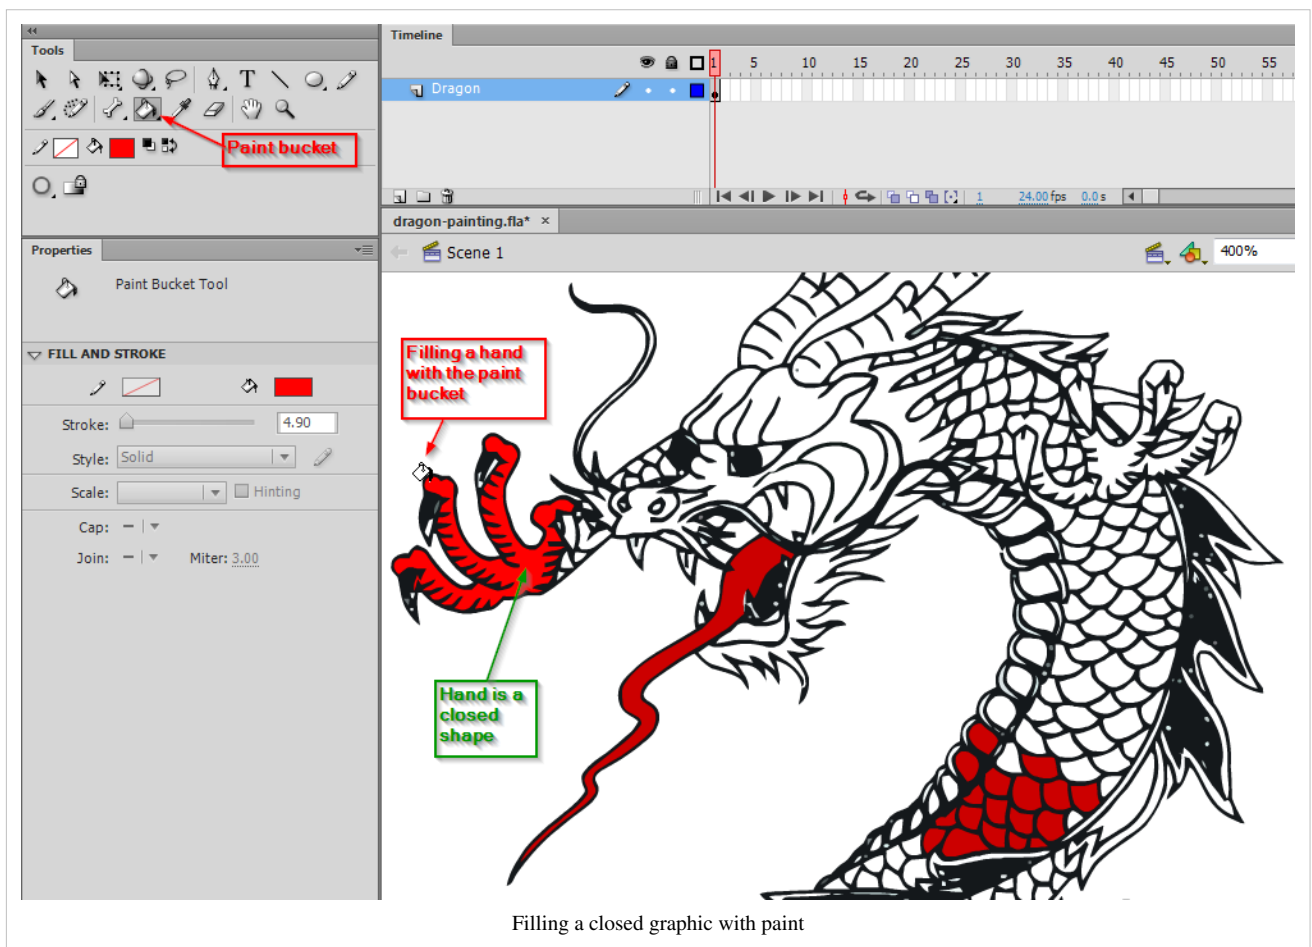 Tools
Paint bucket
Properties
Paint Bucket Tool
FILL AND STROKE
Stroke: 4.90
Style: Solid
Scale: Hinting
Cap:
Join: Miter: 3.00
Timeline
1 5 10 15 20 25 30 35 40 45 50 55
Dragon
1 24.00 fps 0.0 s
dragon-painting.fla* ×
Scene 1 400%
Filling a hand
with the paint
bucket
Hand is a
closed
shape
Filling a closed graphic with paint